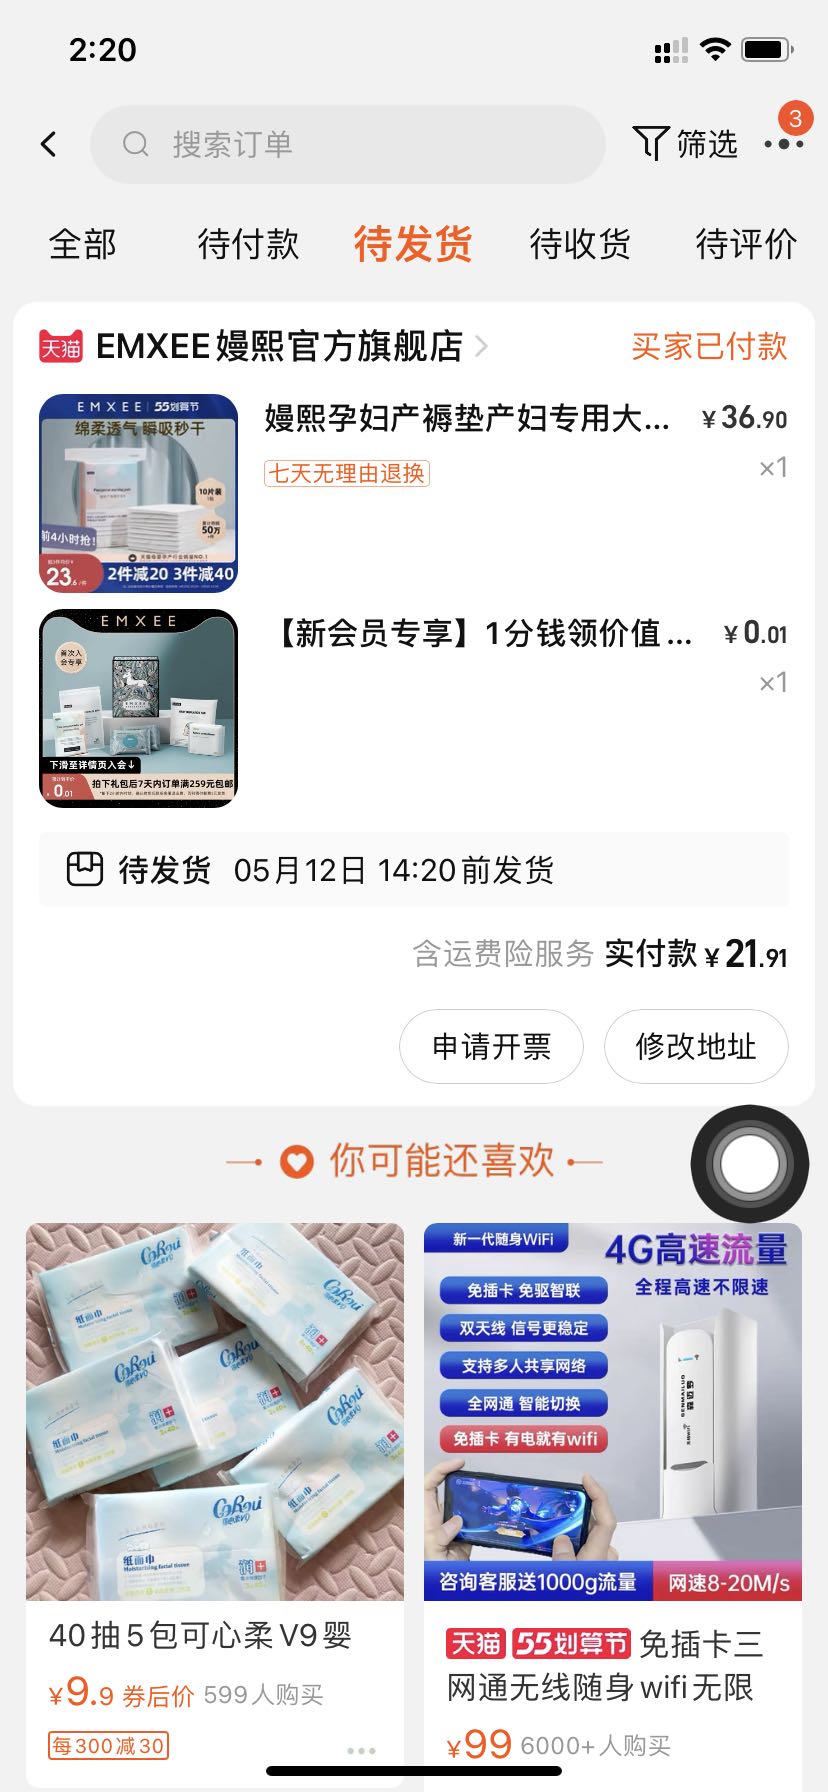 2:20
搜索订单
筛选
3
全部
待付款
待发货
待收货
待评价
天猫 EMXEE嫚熙官方旗舰店
买家已付款
EMXEE | 55划算节
绵柔透气 瞬吸秒干
10片装
50万
前4小时抢!
23.6/件
2件减20 3件减40
嫚熙孕妇产褥垫产妇专用大... ¥36.90
七天无理由退换
×1
EMXEE
首次入
会专享
EMXEE
下滑至详情页入会↓
0.01
拍下礼包后7天内订单满259元包邮
【新会员专享】1分钱领价值... ¥0.01
×1
待发货 05月12日 14:20前发货
含运费险服务 实付款¥21.91
申请开票
修改地址
你可能还喜欢
CoRou
可心柔V9
纸面巾
Moisturising facial tissue
润
新一代随身WiFi
4G高速流量
全程高速不限速
免插卡 免驱智联
双天线 信号更稳定
支持多人共享网络
全网通 智能切换
免插卡 有电就有wifi
SENMAILUO
咨询客服送1000g流量
网速8-20M/s
40抽5包可心柔V9婴
¥9.9 券后价 599人购买
每300减30
天猫 55划算节 免插卡三
网通无线随身wifi无限
¥99 6000+人购买